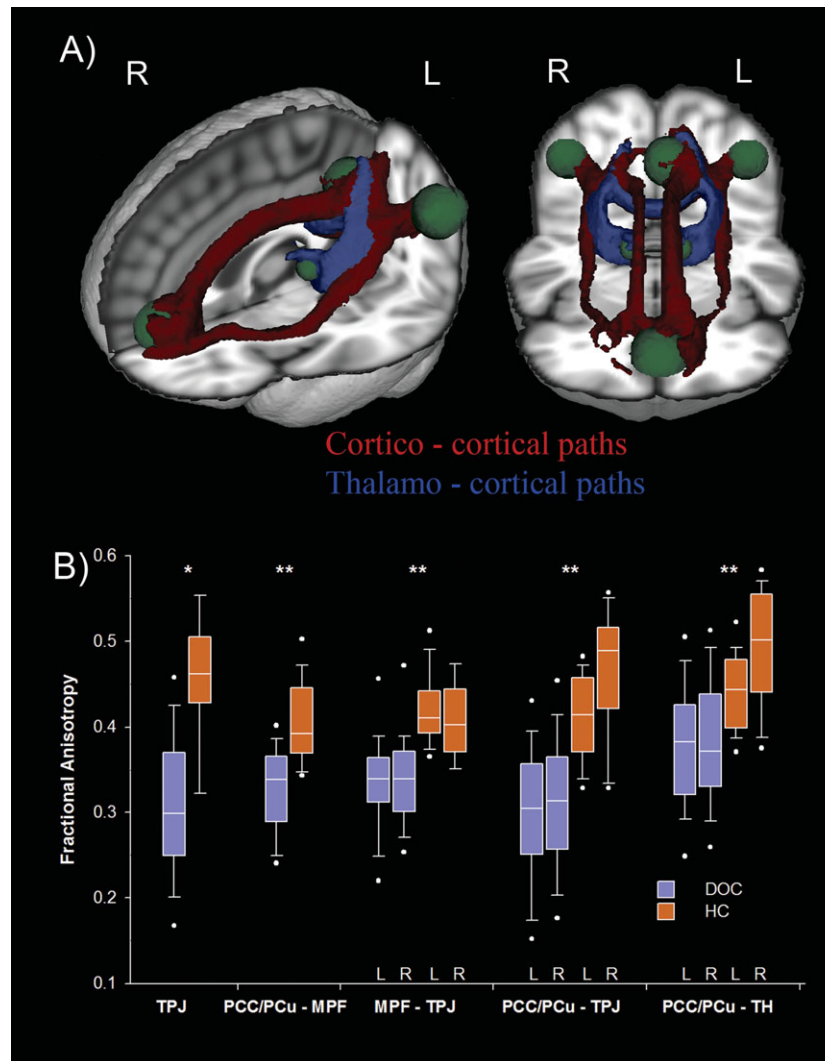 A)
R L R L
Cortico - cortical paths
Thalamo - cortical paths
B)
0.6
* ** ** ** **
0.5
0.4
Fractional Anisotropy
0.3
0.2
0.1
DOC
HC
L R L R L R L R L R L R
TPJ PCC/PCu - MPF MPF - TPJ PCC/PCu - TPJ PCC/PCu - TH